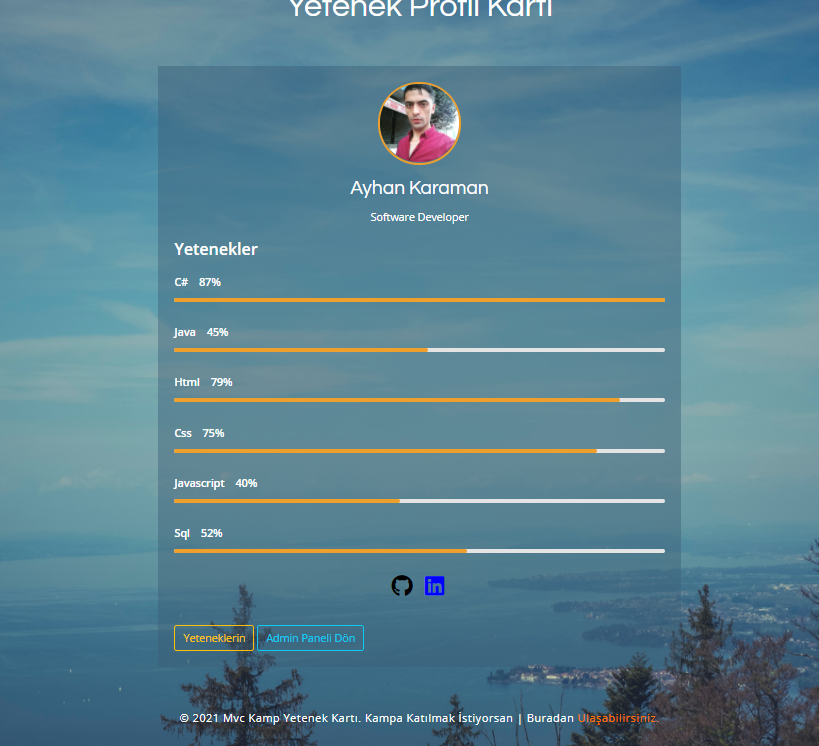 Yetenek Profil Kartı
Ayhan Karaman
Software Developer
Yetenekler
C# 87%
Java 45%
Html 79%
Css 75%
Javascript 40%
Sql 52%
in
Yeteneklerin Admin Paneli Dön
© 2021 Mvc Kamp Yetenek Kartı. Kampa Katılmak İstiyorsan | Buradan Ulaşabilirsiniz.